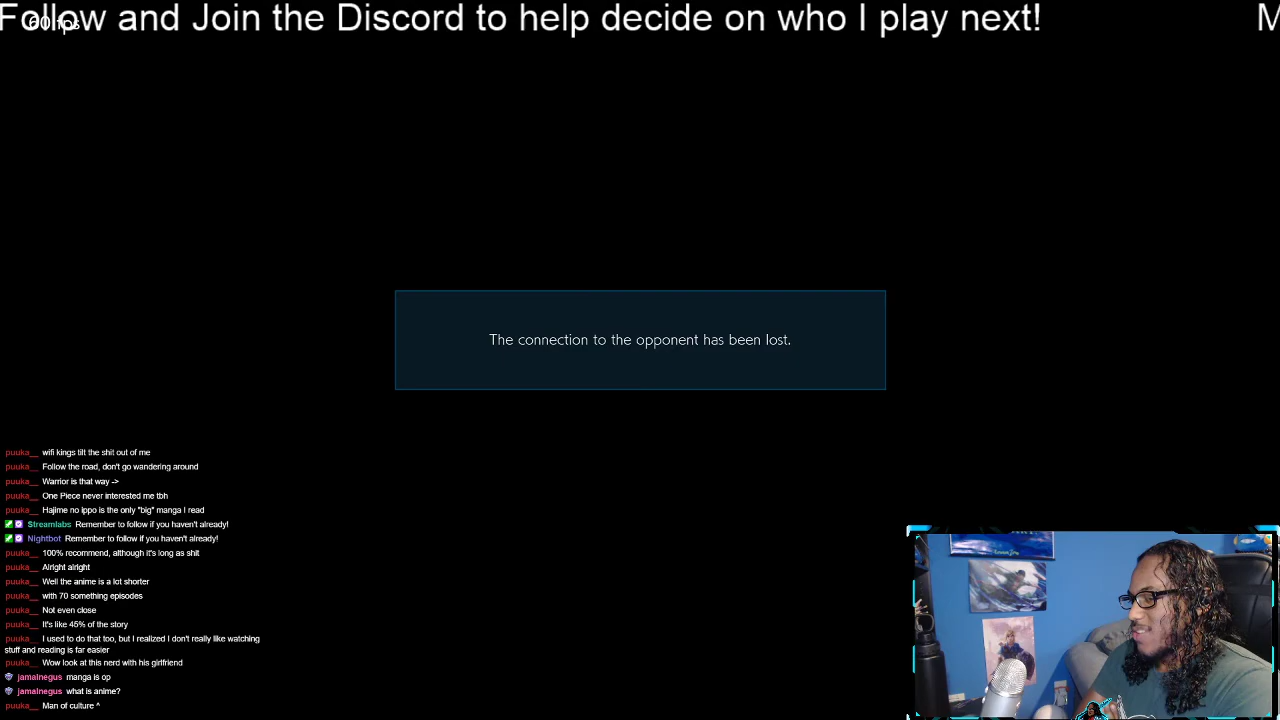 Follow and Join the Discord to help decide on who I play next! M
60 fps
The connection to the opponent has been lost.
puuka__ wifi kings tilt the shit out of me
puuka__ Follow the road, don't go wandering around
puuka__ Warrior is that way ->
puuka__ One Piece never interested me tbh
puuka__ Hajime no ippo is the only "big" manga I read
Streamlabs Remember to follow if you haven't already!
Nightbot Remember to follow if you haven't already!
puuka__ 100% recommend, although it's long as shit
puuka__ Alright alright
puuka__ Well the anime is a lot shorter
puuka__ with 70 something episodes
puuka__ Not even close
puuka__ It's like 45% of the story
puuka__ I used to do that too, but I realized I don't really like watching
stuff and reading is far easier
puuka__ Wow look at this nerd with his girlfriend
jamalnegus manga is op
jamalnegus what is anime?
puuka__ Man of culture ^